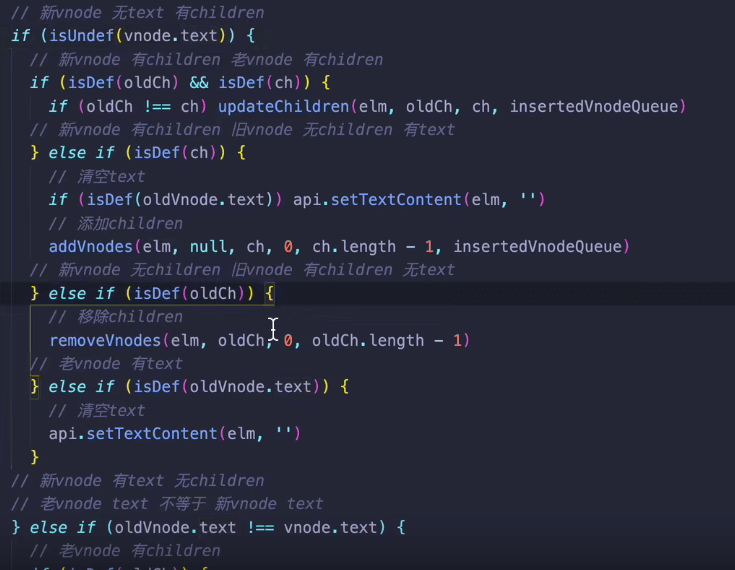 // 新vnode 无text 有children
if (isUndef(vnode.text)) {
// 新vnode 有children 老vnode 有chidren
if (isDef(oldCh) && isDef(ch)) {
if (oldCh !== ch) updateChildren(elm, oldCh, ch, insertedVnodeQueue)
// 新vnode 有children 旧vnode 无children 有text
} else if (isDef(ch)) {
// 清空text
if (isDef(oldVnode.text)) api.setTextContent(elm, '')
// 添加children
addVnodes(elm, null, ch, 0, ch.length - 1, insertedVnodeQueue)
// 新vnode 无children 旧vnode 有children 无text
} else if (isDef(oldCh)) {
// 移除children
removeVnodes(elm, oldCh, 0, oldCh.length - 1)
// 老vnode 有text
} else if (isDef(oldVnode.text)) {
// 清空text
api.setTextContent(elm, '')
}
// 新vnode 有text 无children
// 老vnode text 不等于 新vnode text
} else if (oldVnode.text !== vnode.text) {
// 老vnode 有children
if (isDef(oldCh)) {